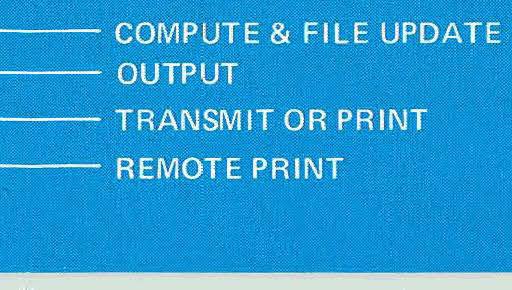 COMPUTE & FILE UPDATE
OUTPUT
TRANSMIT OR PRINT
REMOTE PRINT